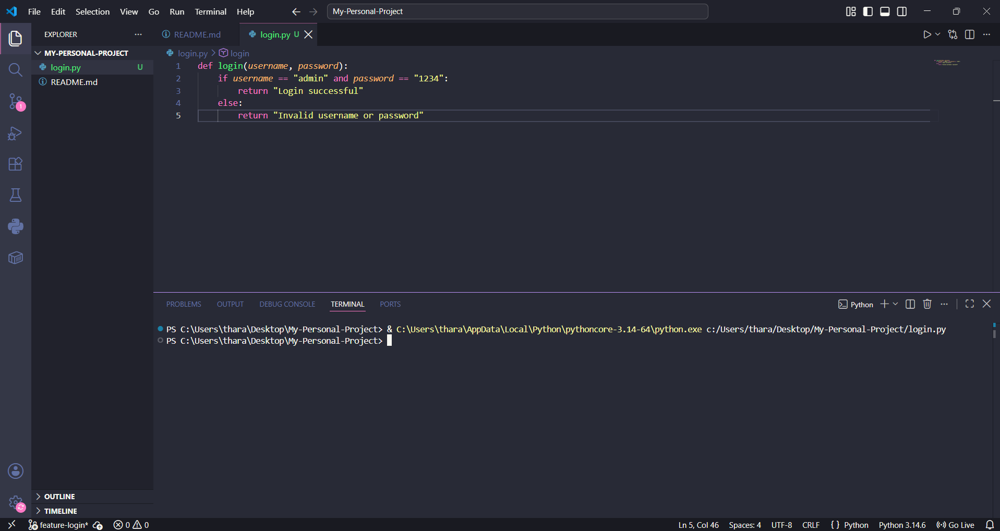 File Edit Selection View Go Run Terminal Help
My-Personal-Project
EXPLORER
README.md
login.py U
MY-PERSONAL-PROJECT
login.py U
README.md
1
login.py > login
1 def login(username, password):
2 if username == "admin" and password == "1234":
3 return "Login successful"
4 else:
5 return "Invalid username or password"
PROBLEMS OUTPUT DEBUG CONSOLE TERMINAL PORTS
Python
PS C:\Users\thara\Desktop\My-Personal-Project> & C:\Users\thara\AppData\Local\Python\pythoncore-3.14-64\python.exe c:/Users/thara/Desktop/My-Personal-Project/login.py
PS C:\Users\thara\Desktop\My-Personal-Project>
OUTLINE
TIMELINE
feature-login* 0 0
Ln 5, Col 46 Spaces: 4 UTF-8 CRLF { } Python Python 3.14.6 Go Live